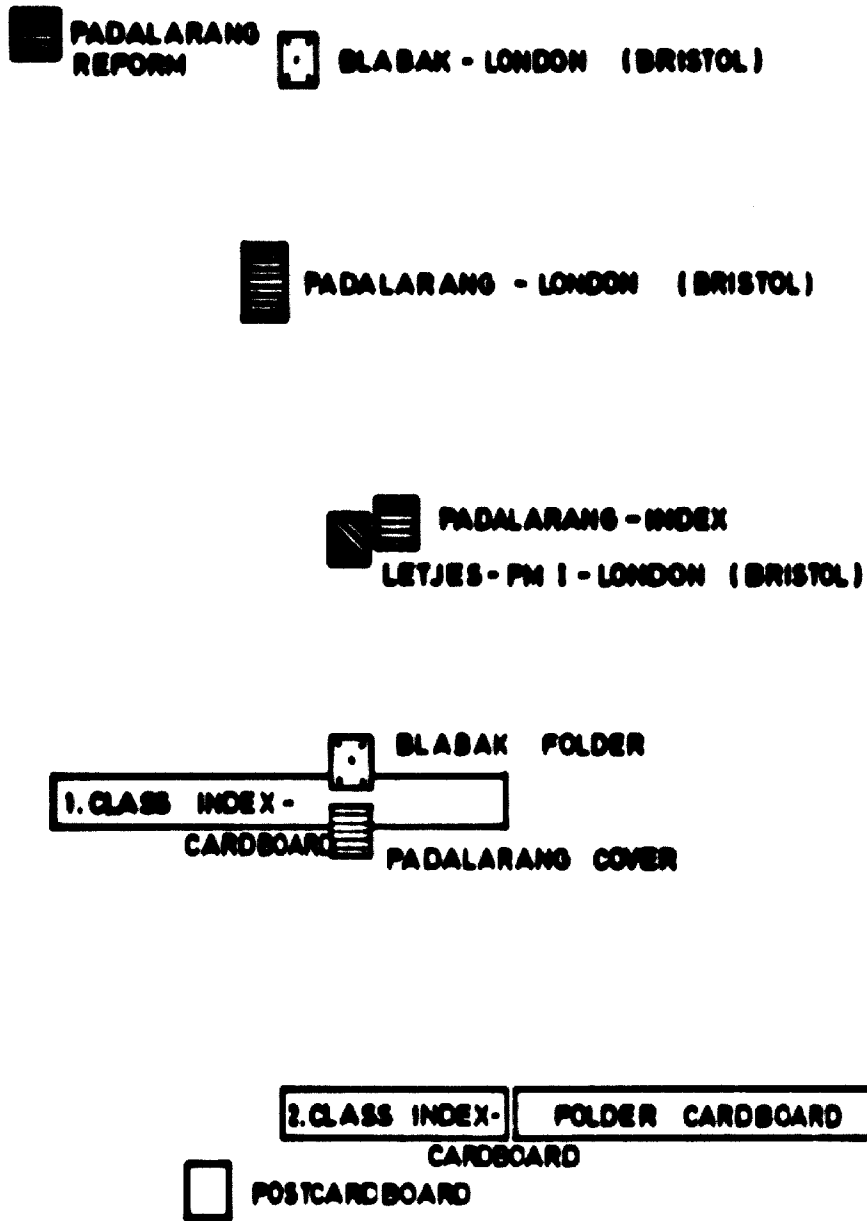 PADALARANG
REFORM
BLABAK - LONDON (BRISTOL)
PADALARANG - LONDON (BRISTOL)
PADALARANG - INDEX
LETJES - PM I - LONDON (BRISTOL)
BLABAK FOLDER
1. CLASS INDEX -
CARDBOARD
PADALARANG COVER
2. CLASS INDEX -
FOLDER CARDBOARD
CARDBOARD
POSTCARDBOARD